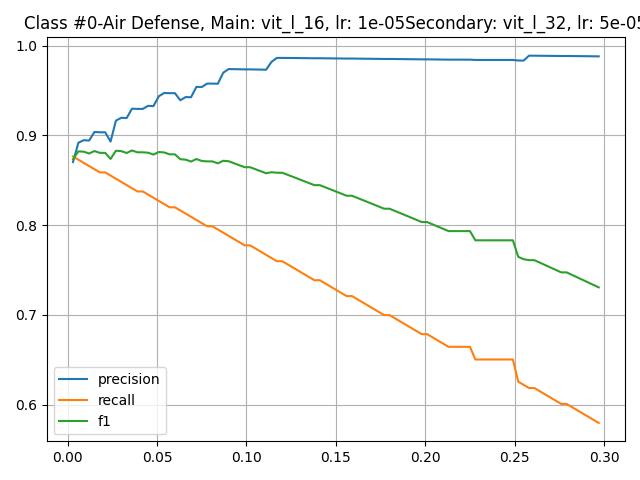 Class #0-Air Defense, Main: vit_l_16, lr: 1e-05Secondary: vit_l_32, lr: 5e-05
1.0
0.9
0.8
0.7
0.6
precision
recall
f1
0.00 0.05 0.10 0.15 0.20 0.25 0.30